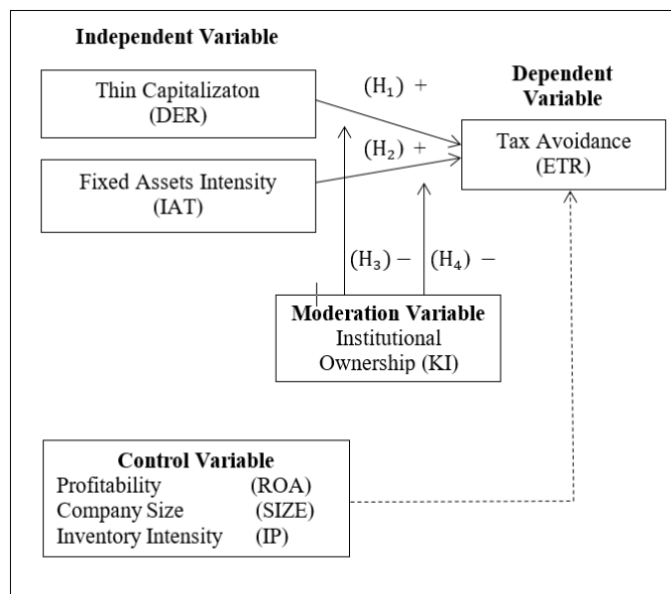 Independent Variable
Thin Capitalizaton
(DER)
(H₁) +
Dependent
Variable
Tax Avoidance
(ETR)
(H₂) +
Fixed Assets Intensity
(IAT)
(H₃) − (H₄) −
Moderation Variable
Institutional
Ownership (KI)
Control Variable
Profitability (ROA)
Company Size (SIZE)
Inventory Intensity (IP)